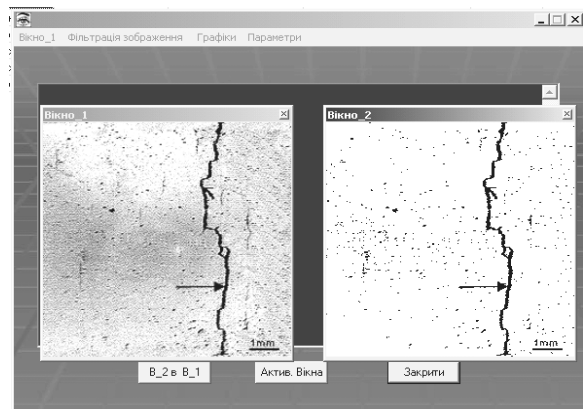 Вікно_1 Фільтрація зображення Графіки Параметри
Вікно_1
Вікно_2
1mm
1mm
В_2 в В_1
Актив. Вікна
Закрити